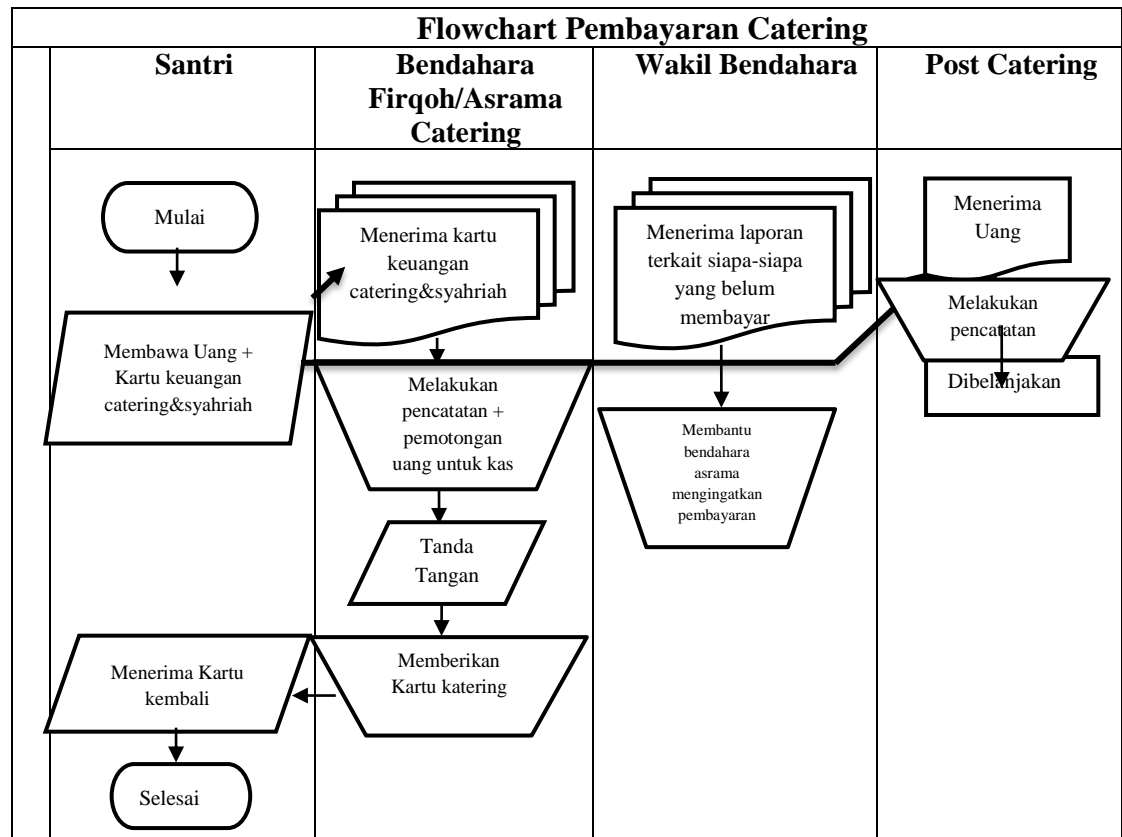 Flowchart Pembayaran Catering
Santri
Bendahara
Firqoh/Asrama
Catering
Wakil Bendahara
Post Catering
Mulai
Membawa Uang +
Kartu keuangan
catering&syahriah
Menerima Kartu
kembali
Selesai
Menerima kartu
keuangan
catering&syahriah
Melakukan
pencatatan +
pemotongan
uang untuk kas
Tanda
Tangan
Memberikan
Kartu katering
Menerima laporan
terkait siapa-siapa
yang belum
membayar
Membantu
bendahara
asrama
mengingatkan
pembayaran
Menerima
Uang
Melakukan
pencatatan
Dibelanjakan